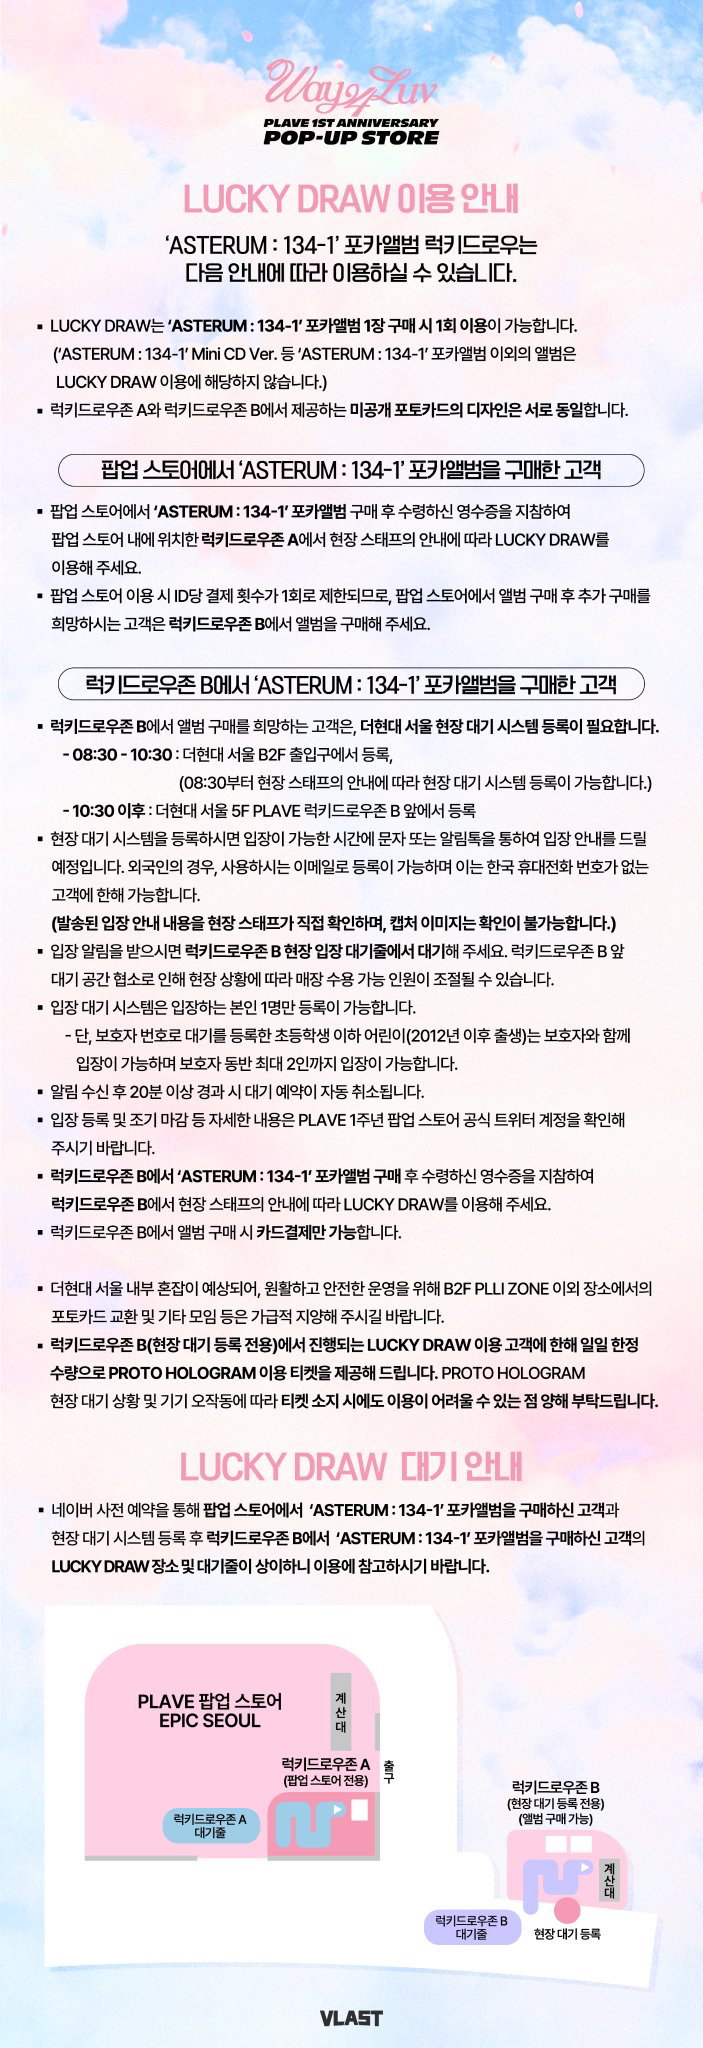 Way 4 Luv
PLAVE 1ST ANNIVERSARY
POP-UP STORE
LUCKY DRAW 이용 안내
‘ASTERUM : 134-1’ 포카앨범 럭키드로우는
다음 안내에 따라 이용하실 수 있습니다.
▪ LUCKY DRAW는 ‘ASTERUM : 134-1’ 포카앨범 1장 구매 시 1회 이용이 가능합니다.
(‘ASTERUM : 134-1’ Mini CD Ver. 등 ‘ASTERUM : 134-1’ 포카앨범 이외의 앨범은
LUCKY DRAW 이용에 해당하지 않습니다.)
▪ 럭키드로우존 A와 럭키드로우존 B에서 제공하는 미공개 포토카드의 디자인은 서로 동일합니다.
팝업 스토어에서 ‘ASTERUM : 134-1’ 포카앨범을 구매한 고객
▪ 팝업 스토어에서 ‘ASTERUM : 134-1’ 포카앨범 구매 후 수령하신 영수증을 지참하여
팝업 스토어 내에 위치한 럭키드로우존 A에서 현장 스태프의 안내에 따라 LUCKY DRAW를
이용해 주세요.
▪ 팝업 스토어 이용 시 ID당 결제 횟수가 1회로 제한되므로, 팝업 스토어에서 앨범 구매 후 추가 구매를
희망하시는 고객은 럭키드로우존 B에서 앨범을 구매해 주세요.
럭키드로우존 B에서 ‘ASTERUM : 134-1’ 포카앨범을 구매한 고객
▪ 럭키드로우존 B에서 앨범 구매를 희망하는 고객은, 더현대 서울 현장 대기 시스템 등록이 필요합니다.
- 08:30 - 10:30 : 더현대 서울 B2F 출입구에서 등록,
(08:30부터 현장 스태프의 안내에 따라 현장 대기 시스템 등록이 가능합니다.)
- 10:30 이후 : 더현대 서울 5F PLAVE 럭키드로우존 B 앞에서 등록
▪ 현장 대기 시스템을 등록하시면 입장이 가능한 시간에 문자 또는 알림톡을 통하여 입장 안내를 드릴
예정입니다. 외국인의 경우, 사용하시는 이메일로 등록이 가능하며 이는 한국 휴대전화 번호가 없는
고객에 한해 가능합니다.
(발송된 입장 안내 내용을 현장 스태프가 직접 확인하며, 캡처 이미지는 확인이 불가능합니다.)
▪ 입장 알림을 받으시면 럭키드로우존 B 현장 입장 대기줄에서 대기해 주세요. 럭키드로우존 B 앞
대기 공간 협소로 인해 현장 상황에 따라 매장 수용 가능 인원이 조절될 수 있습니다.
▪ 입장 대기 시스템은 입장하는 본인 1명만 등록이 가능합니다.
- 단, 보호자 번호로 대기를 등록한 초등학생 이하 어린이(2012년 이후 출생)는 보호자와 함께
입장이 가능하며 보호자 동반 최대 2인까지 입장이 가능합니다.
▪ 알림 수신 후 20분 이상 경과 시 대기 예약이 자동 취소됩니다.
▪ 입장 등록 및 조기 마감 등 자세한 내용은 PLAVE 1주년 팝업 스토어 공식 트위터 계정을 확인해
주시기 바랍니다.
▪ 럭키드로우존 B에서 ‘ASTERUM : 134-1’ 포카앨범 구매 후 수령하신 영수증을 지참하여
럭키드로우존 B에서 현장 스태프의 안내에 따라 LUCKY DRAW를 이용해 주세요.
▪ 럭키드로우존 B에서 앨범 구매 시 카드결제만 가능합니다.
▪ 더현대 서울 내부 혼잡이 예상되어, 원활하고 안전한 운영을 위해 B2F PLLI ZONE 이외 장소에서의
포토카드 교환 및 기타 모임 등은 가급적 지양해 주시길 바랍니다.
▪ 럭키드로우존 B(현장 대기 등록 전용)에서 진행되는 LUCKY DRAW 이용 고객에 한해 일일 한정
수량으로 PROTO HOLOGRAM 이용 티켓을 제공해 드립니다. PROTO HOLOGRAM
현장 대기 상황 및 기기 오작동에 따라 티켓 소지 시에도 이용이 어려울 수 있는 점 양해 부탁드립니다.
LUCKY DRAW 대기 안내
▪ 네이버 사전 예약을 통해 팝업 스토어에서 ‘ASTERUM : 134-1’ 포카앨범을 구매하신 고객과
현장 대기 시스템 등록 후 럭키드로우존 B에서 ‘ASTERUM : 134-1’ 포카앨범을 구매하신 고객의
LUCKY DRAW 장소 및 대기줄이 상이하니 이용에 참고하시기 바랍니다.
PLAVE 팝업 스토어
EPIC SEOUL
계산대
럭키드로우존 A
(팝업 스토어 전용)
출구
럭키드로우존 A
대기줄
럭키드로우존 B
(현장 대기 등록 전용)
(앨범 구매 가능)
계산대
럭키드로우존 B
대기줄
현장 대기 등록
VLAST